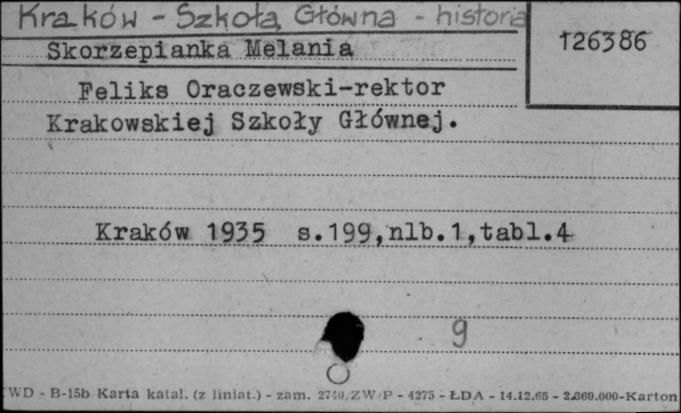 Kraków - Szkoła Główna - historia
126386
Skorzepianka Melania
Feliks Oraczewski-rektor
Krakowskiej Szkoły Głównej.
Kraków 1935 s.199,nlb.1,tabl.4
9
WD - B-15b Karta katal. (z liniat.) - zam. 2740 ZW/P - 4275 - ŁDA - 14.12.65 - 2.860.000-Karton